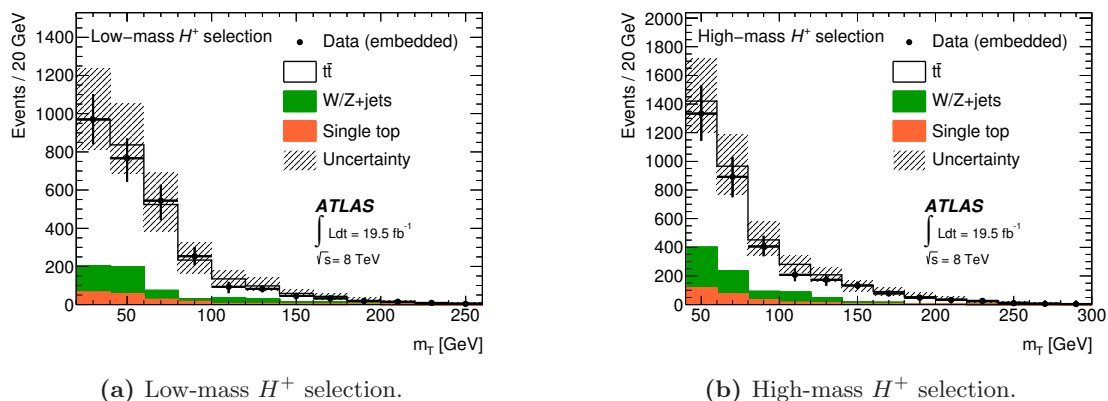 Events / 20 GeV
1400
1200
1000
800
600
400
200
0
Low−mass H+ selection
Data (embedded)
tt̄
W/Z+jets
Single top
Uncertainty
ATLAS
∫ Ldt = 19.5 fb-1
√s = 8 TeV
50 100 150 200 250
mT [GeV]
(a) Low-mass H+ selection.
Events / 20 GeV
2000
1800
1600
1400
1200
1000
800
600
400
200
0
High−mass H+ selection
Data (embedded)
tt̄
W/Z+jets
Single top
Uncertainty
ATLAS
∫ Ldt = 19.5 fb-1
√s = 8 TeV
50 100 150 200 250 300
mT [GeV]
(b) High-mass H+ selection.